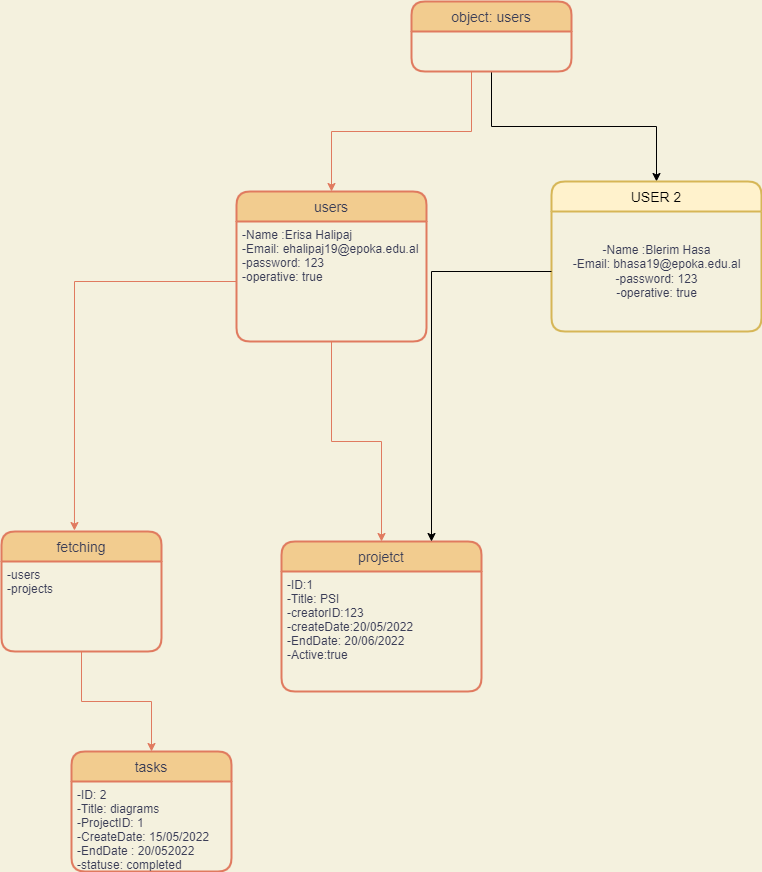 object: users
users
-Name :Erisa Halipaj
-Email: ehalipaj19@epoka.edu.al
-password: 123
-operative: true
USER 2
-Name :Blerim Hasa
-Email: bhasa19@epoka.edu.al
-password: 123
-operative: true
fetching
-users
-projects
projetct
-ID:1
-Title: PSI
-creatorID:123
-createDate:20/05/2022
-EndDate: 20/06/2022
-Active:true
tasks
-ID: 2
-Title: diagrams
-ProjectID: 1
-CreateDate: 15/05/2022
-EndDate : 20/052022
-statuse: completed